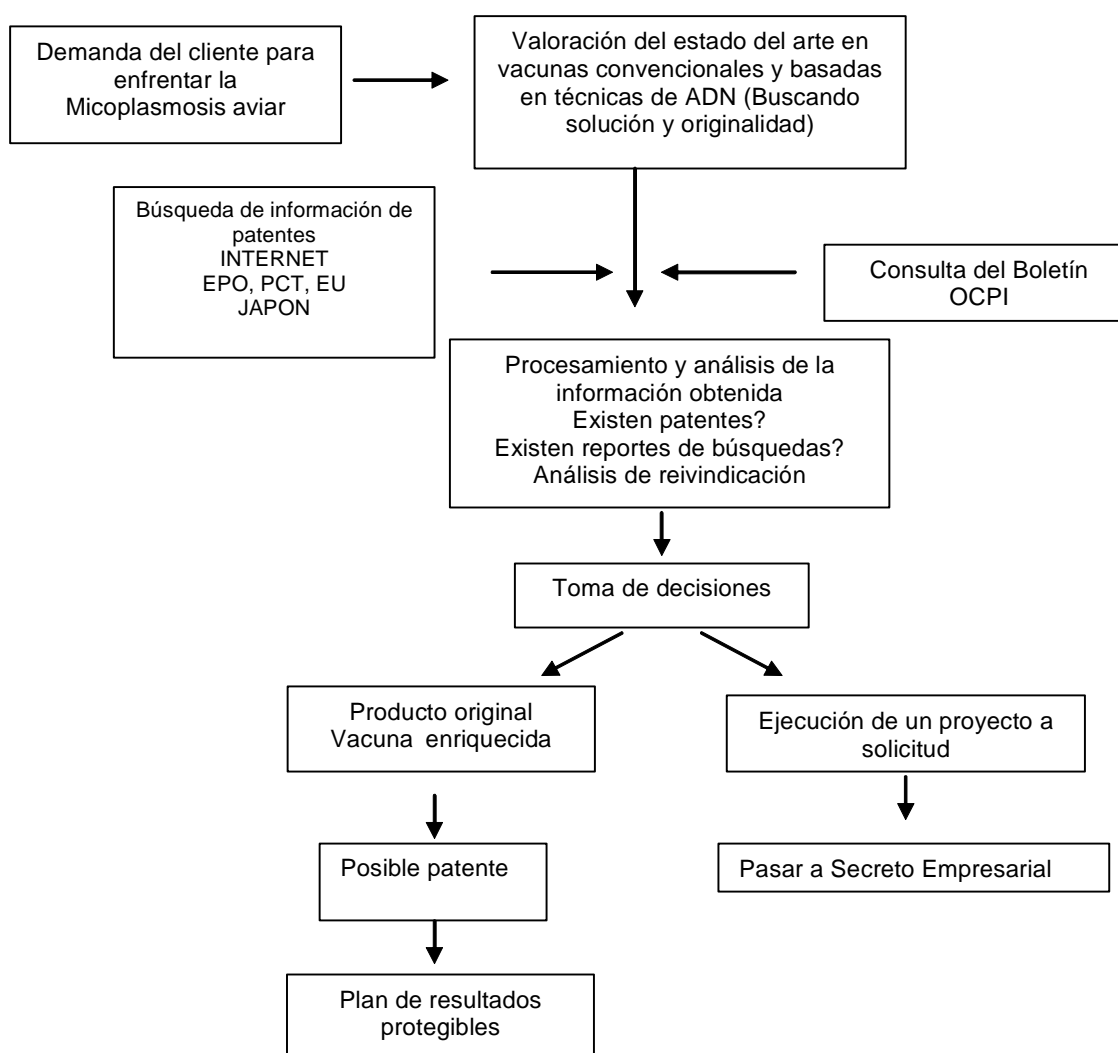 Demanda del cliente para
enfrentar la
Micoplasmosis aviar
Valoración del estado del arte en
vacunas convencionales y basadas
en técnicas de ADN (Buscando
solución y originalidad)
Búsqueda de información de
patentes
INTERNET
EPO, PCT, EU
JAPON
Consulta del Boletín
OCPI
Procesamiento y análisis de la
información obtenida
Existen patentes?
Existen reportes de búsquedas?
Análisis de reivindicación
Toma de decisiones
Producto original
Vacuna enriquecida
Ejecución de un proyecto a
solicitud
Posible patente
Pasar a Secreto Empresarial
Plan de resultados
protegibles